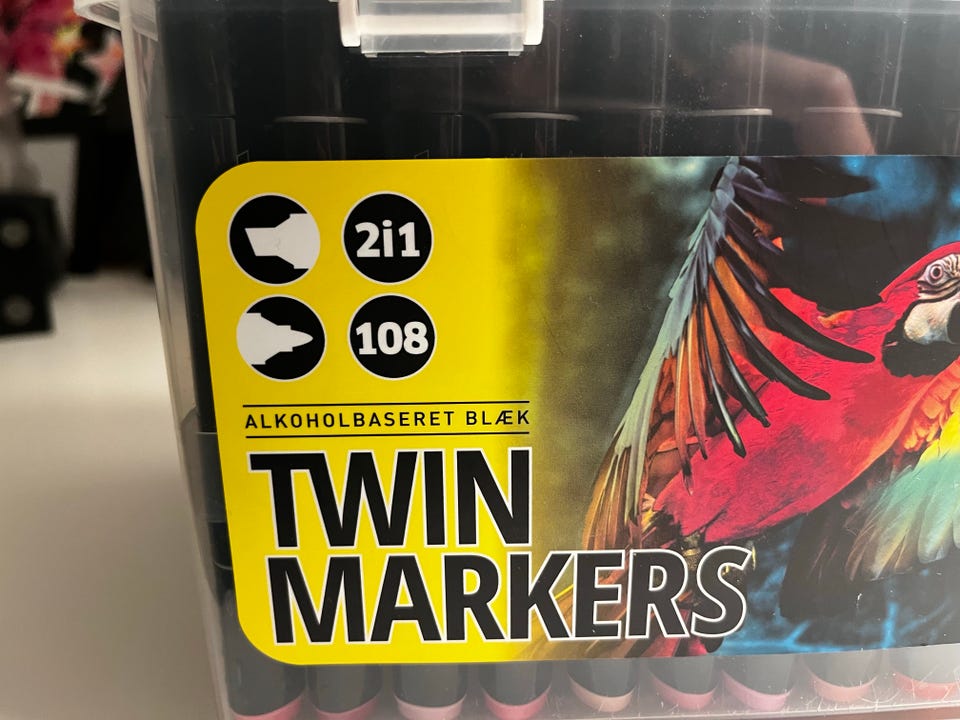 2i1
108
ALKOHOLBASERET BLÆK
TWIN
MARKERS